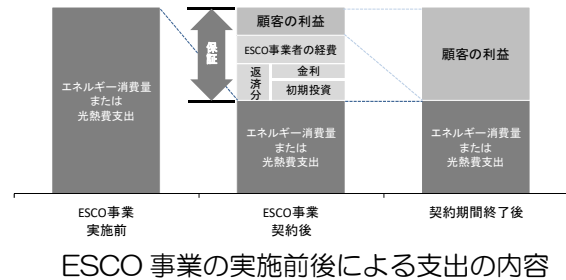 エネルギー消費量
または
光熱費支出
保証
顧客の利益
ESCO事業者の経費
返済分
金利
初期投資
エネルギー消費量
または
光熱費支出
顧客の利益
エネルギー消費量
または
光熱費支出
ESCO事業
実施前
ESCO事業
契約後
契約期間終了後
ESCO 事業の実施前後による支出の内容